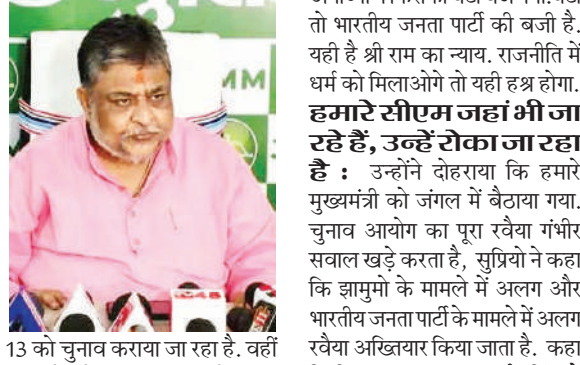 MM
13 को चुनाव कराया जा रहा है. वहीं
तो भारतीय जनता पार्टी की बजी है.
यही है श्री राम का न्याय. राजनीति में
धर्म को मिलाओगे तो यही हश्र होगा.
हमारे सीएम जहां भी जा
रहे हैं, उन्हें रोका जा रहा
है : उन्होंने दोहराया कि हमारे
मुख्यमंत्री को जंगल में बैठाया गया.
चुनाव आयोग का पूरा रवैया गंभीर
सवाल खड़े करता है, सुप्रियो ने कहा
कि झामुमो के मामले में अलग और
भारतीय जनता पार्टी के मामले में अलग
रवैया अख्तियार किया जाता है. कहा